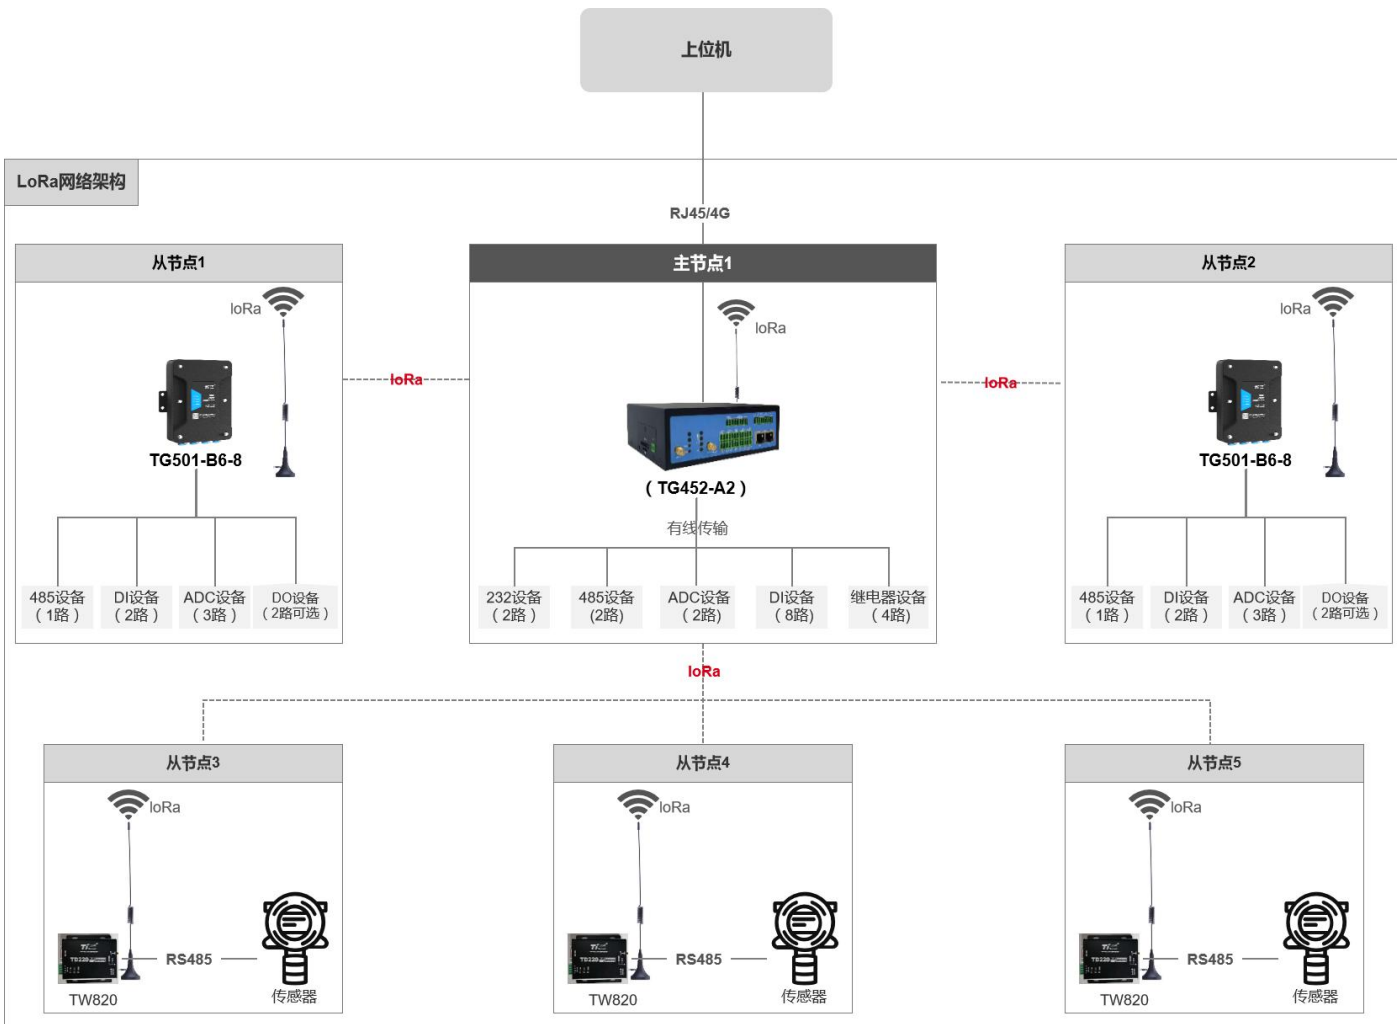 上位机
LoRa网络架构
RJ45/4G
从节点1
loRa
TG501-B6-8
485设备
（1路）
DI设备
（2路）
ADC设备
（3路）
DO设备
（2路可选）
loRa
主节点1
loRa
（TG452-A2）
有线传输
232设备
（2路）
485设备
(2路)
ADC设备
（2路)
DI设备
（8路)
继电器设备
（4路)
loRa
从节点2
loRa
TG501-B6-8
485设备
（1路）
DI设备
（2路）
ADC设备
（3路）
DO设备
（2路可选）
loRa
从节点3
loRa
RS485
TW820
传感器
从节点4
loRa
RS485
TW820
传感器
从节点5
loRa
RS485
TW820
传感器